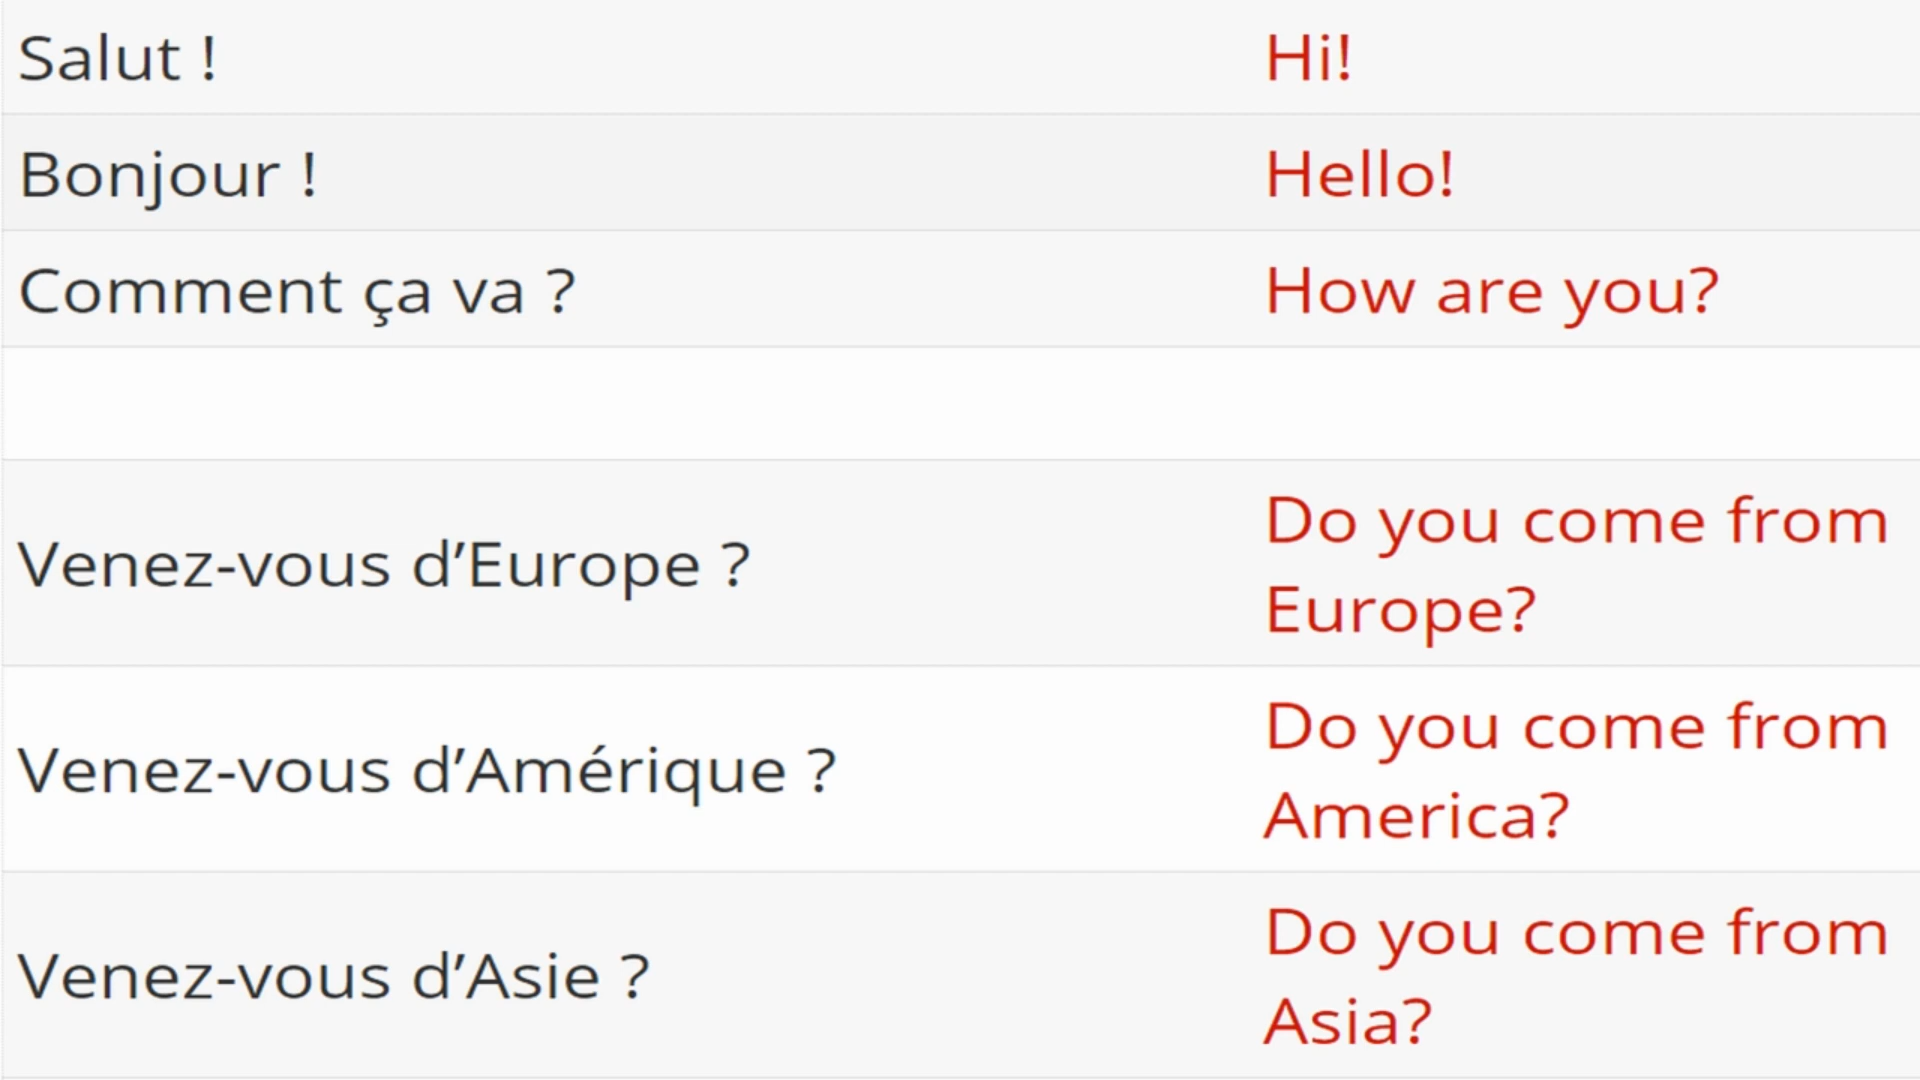 Salut !
Hi!
Bonjour !
Hello!
Comment ça va ?
How are you?
Venez-vous d’Europe ?
Do you come from
Europe?
Venez-vous d’Amérique ?
Do you come from
America?
Venez-vous d’Asie ?
Do you come from
Asia?